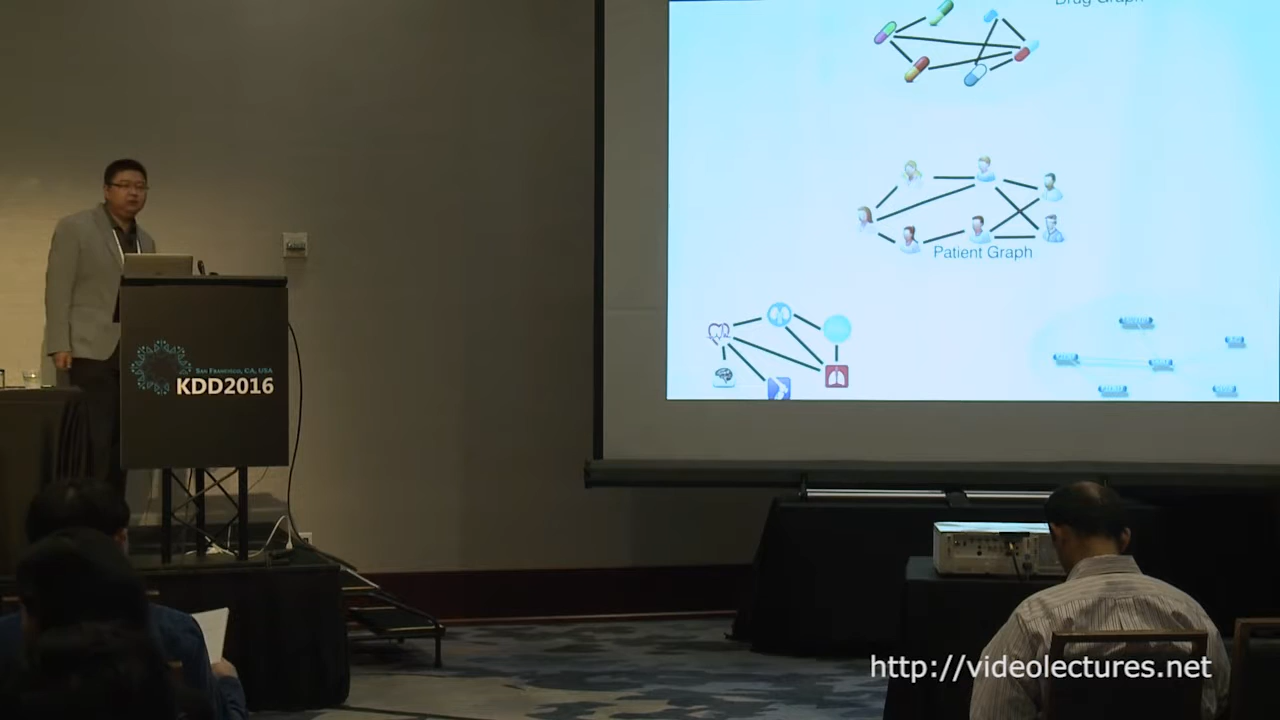 Drug Graph
Patient Graph
SAN FRANCISCO, CA, USA
KDD2016
http://videolectures.net